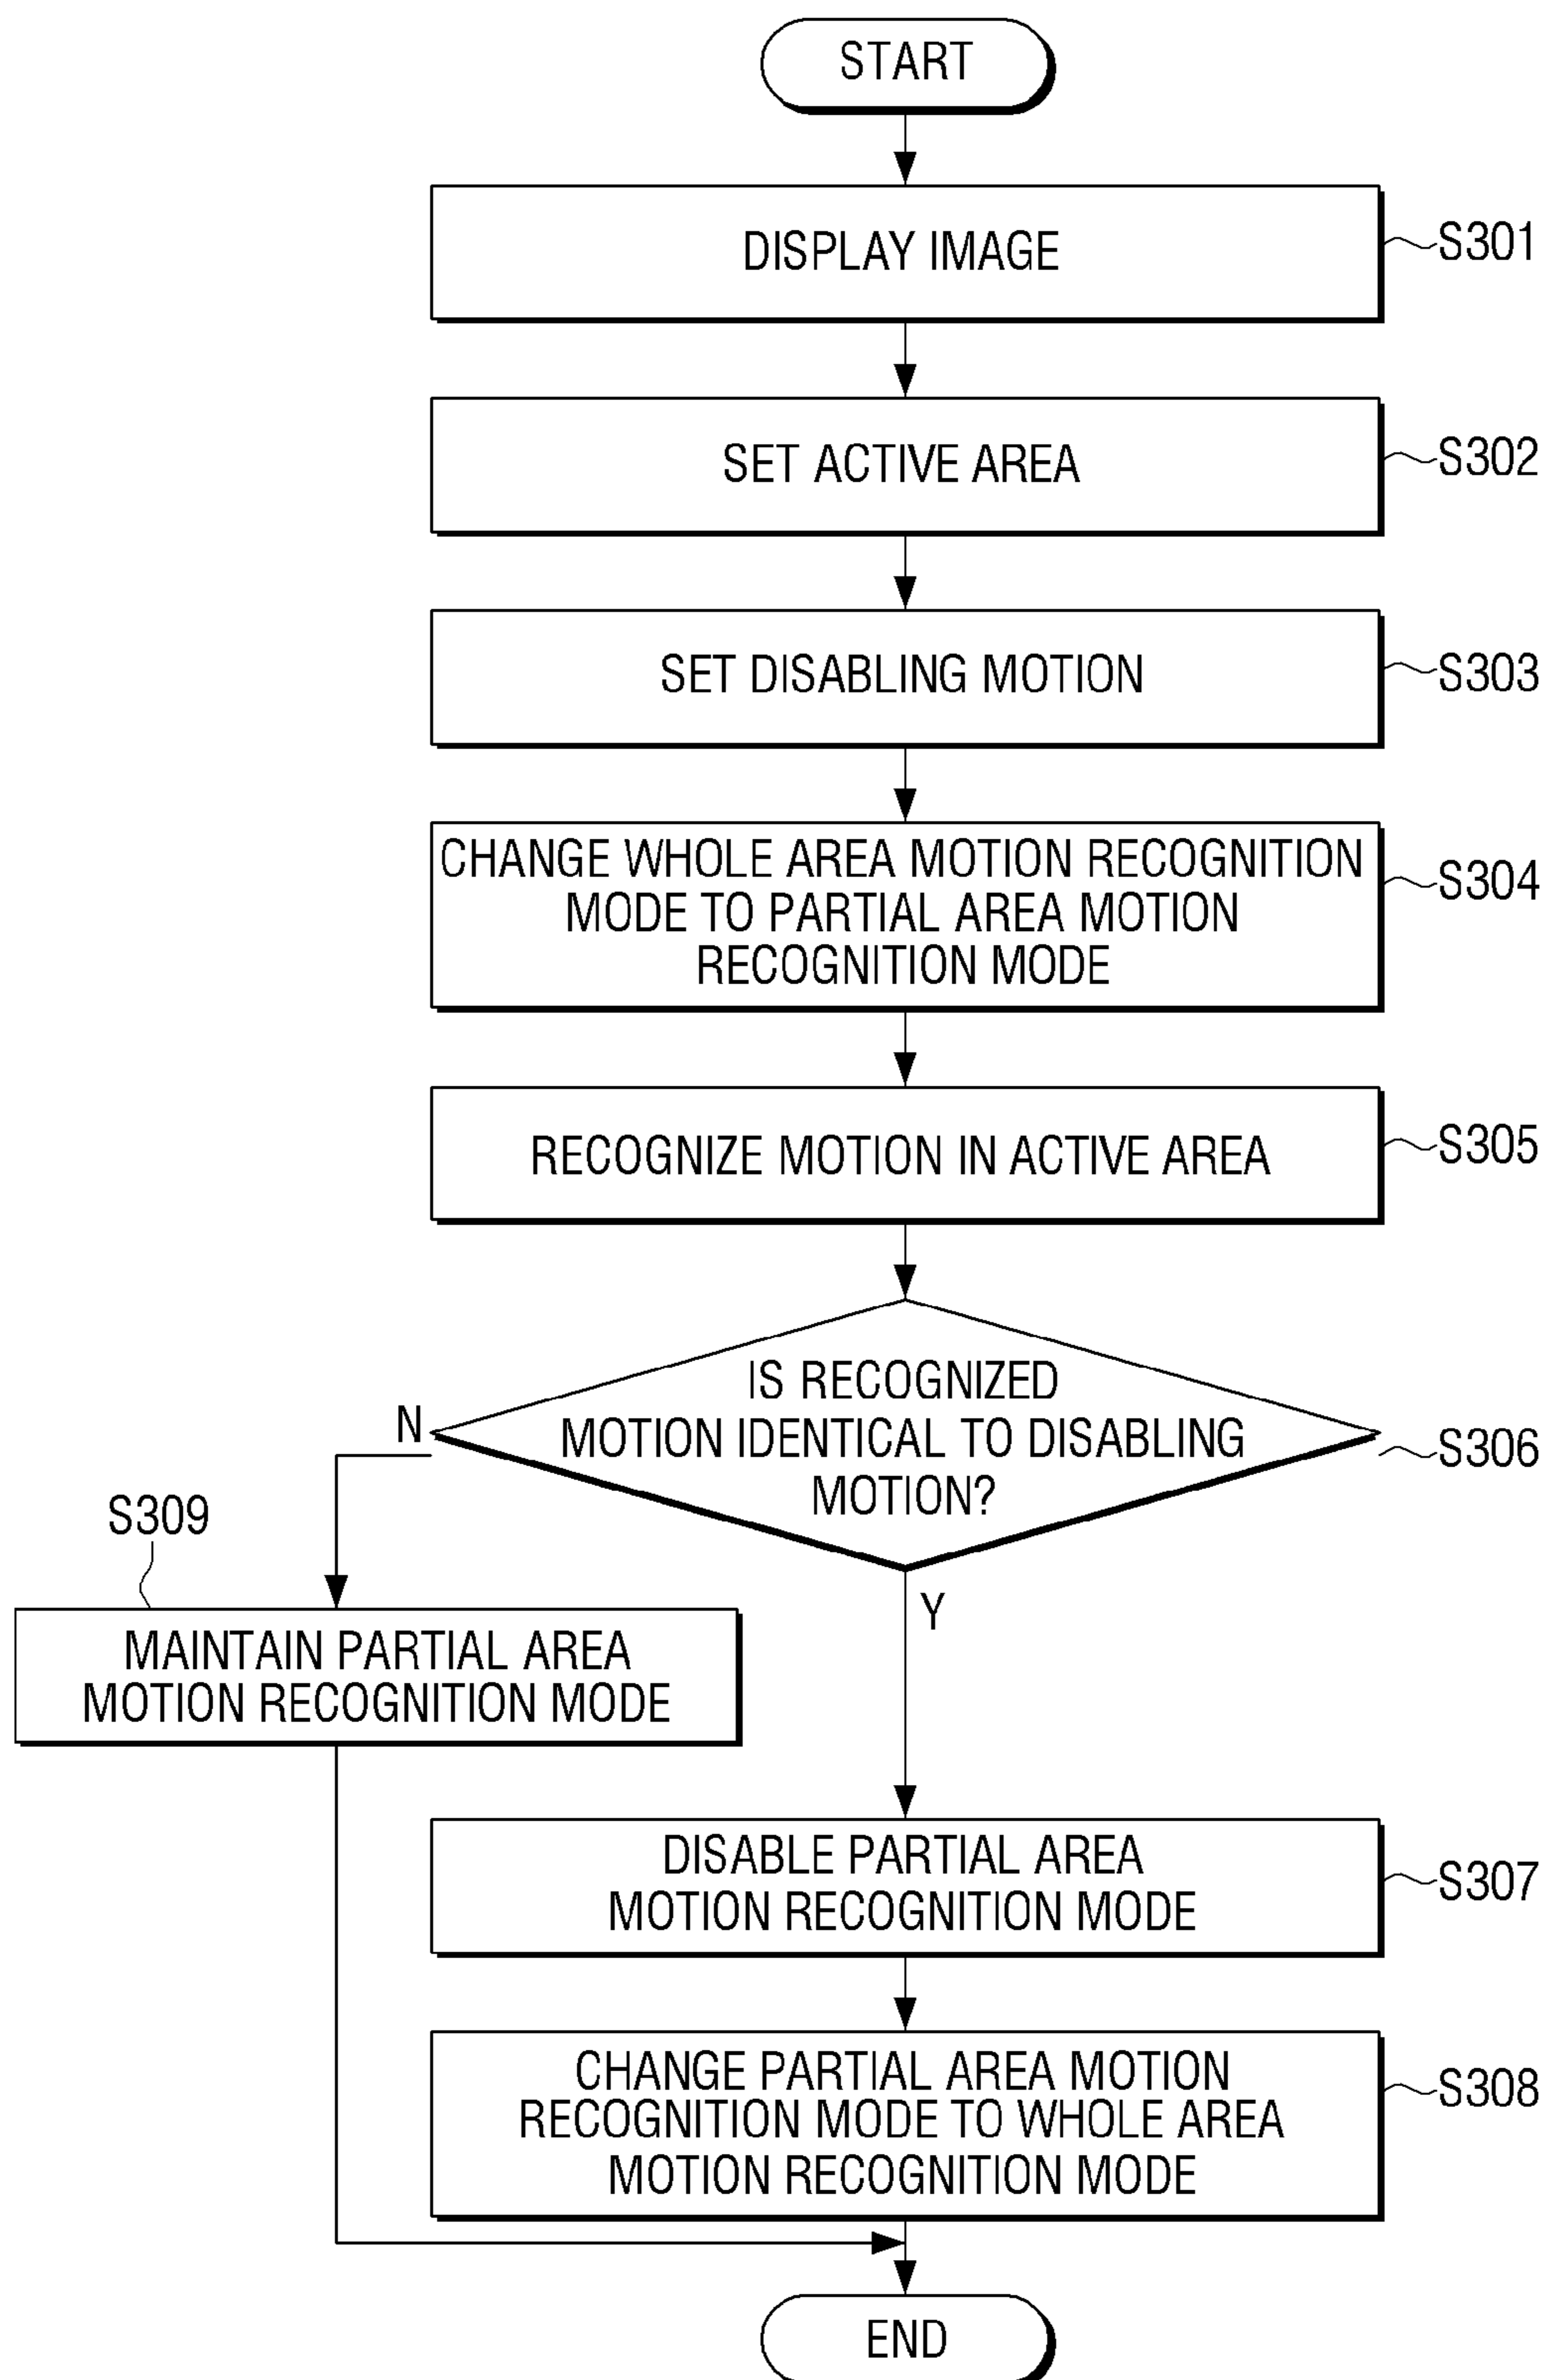 START
DISPLAY IMAGE
S301
SET ACTIVE AREA
S302
SET DISABLING MOTION
S303
CHANGE WHOLE AREA MOTION RECOGNITION
MODE TO PARTIAL AREA MOTION
RECOGNITION MODE
S304
RECOGNIZE MOTION IN ACTIVE AREA
S305
IS RECOGNIZED
MOTION IDENTICAL TO DISABLING
MOTION?
S306
N
S309
MAINTAIN PARTIAL AREA
MOTION RECOGNITION MODE
Y
DISABLE PARTIAL AREA
MOTION RECOGNITION MODE
S307
CHANGE PARTIAL AREA MOTION
RECOGNITION MODE TO WHOLE AREA
MOTION RECOGNITION MODE
S308
END